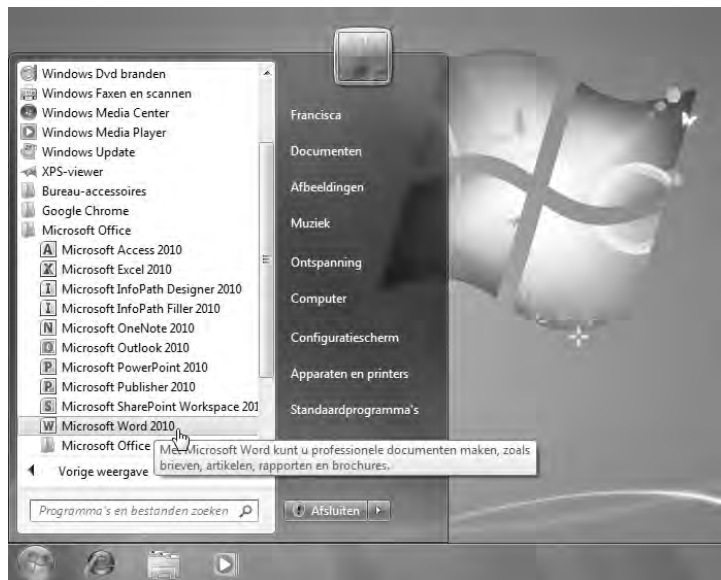 Windows Dvd branden
Windows Faxen en scannen
Windows Media Center
Windows Media Player
Windows Update
XPS-viewer
Bureau-accessoires
Google Chrome
Microsoft Office
Microsoft Access 2010
Microsoft Excel 2010
Microsoft InfoPath Designer 2010
Microsoft InfoPath Filler 2010
Microsoft OneNote 2010
Microsoft Outlook 2010
Microsoft PowerPoint 2010
Microsoft Publisher 2010
Microsoft SharePoint Workspace 201
Microsoft Word 2010
Microsoft Office
Met Microsoft Word kunt u professionele documenten maken, zoals
brieven, artikelen, rapporten en brochures.
Vorige weergave
Programma's en bestanden zoeken
Francisca
Documenten
Afbeeldingen
Muziek
Ontspanning
Computer
Configuratiescherm
Apparaten en printers
Standaardprogramma's
Afsluiten